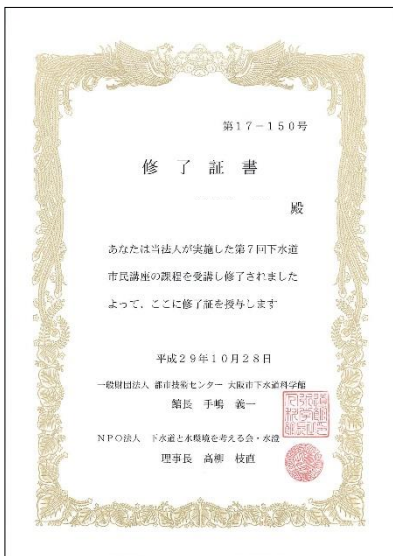 第17-150号
修了証書
殿
あなたは当法人が実施した第7回下水道
市民講座の課程を受講し修了されました
よって、ここに修了証を授与します
平成29年10月28日
一般財団法人 都市技術センター 大阪市下水道科学館
館長 手嶋 義一
NPO法人 下水道と水環境を考える会・水澄
理事長 高柳 枝直